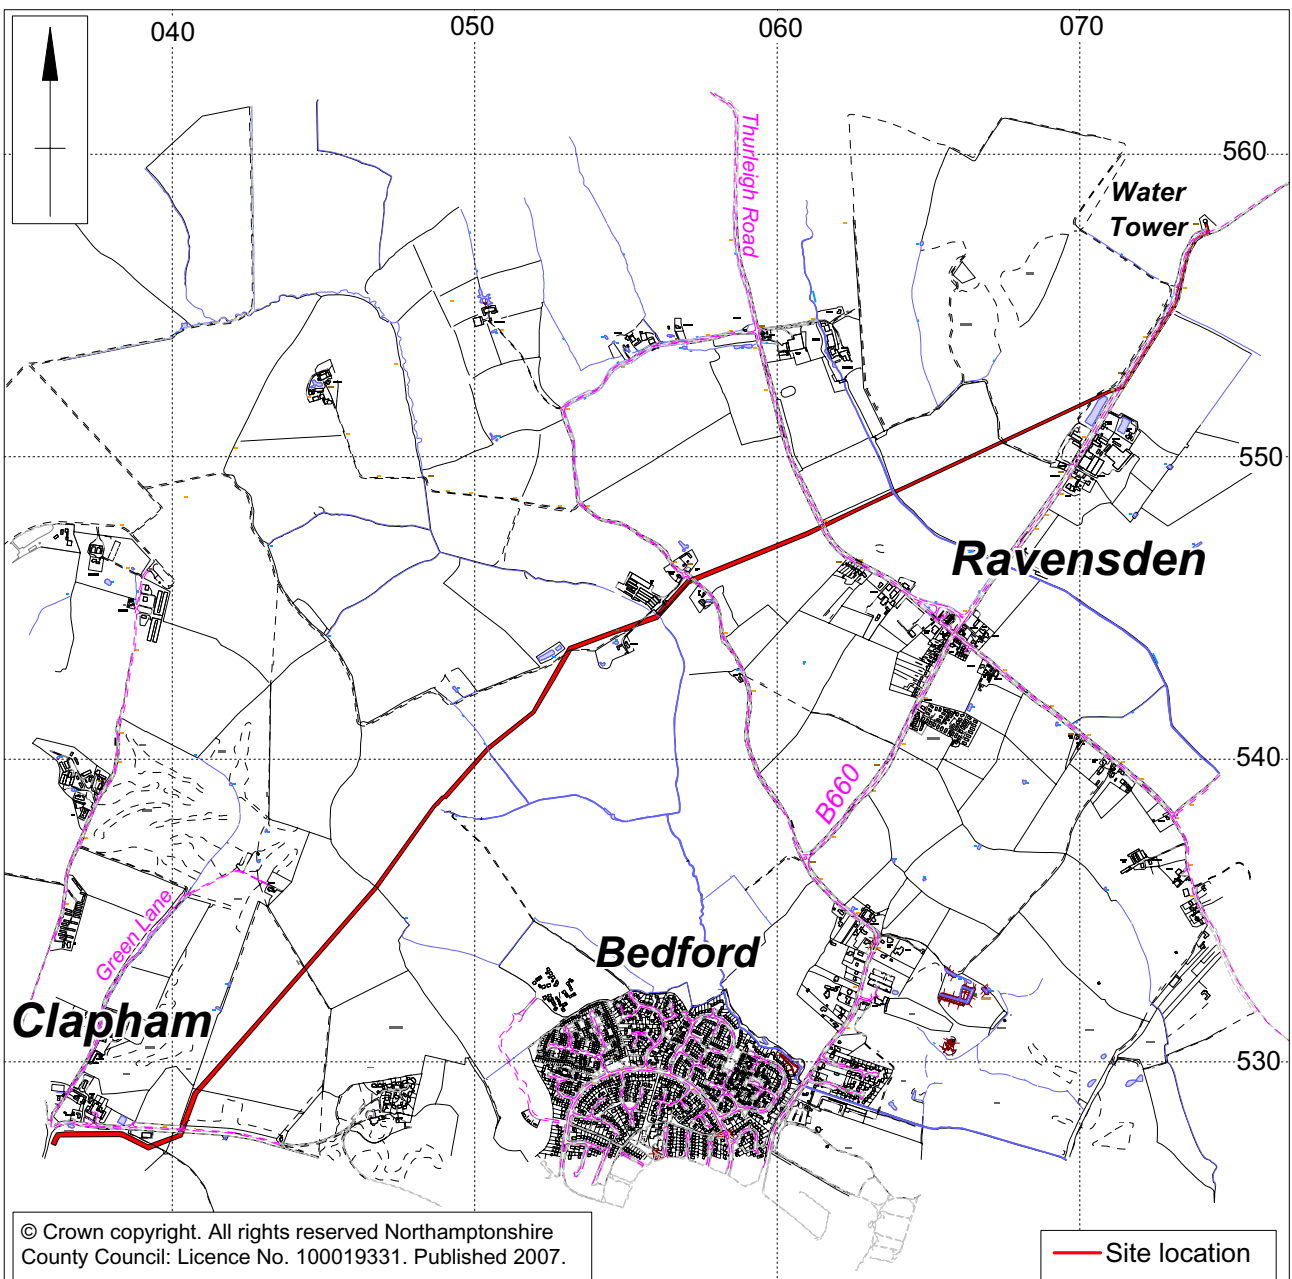 040
050
060
070
560
Water
Tower
Thurleigh Road
550
Ravensden
540
B660
Green Lane
Bedford
Clapham
530
© Crown copyright. All rights reserved Northamptonshire
County Council: Licence No. 100019331. Published 2007.
Site location